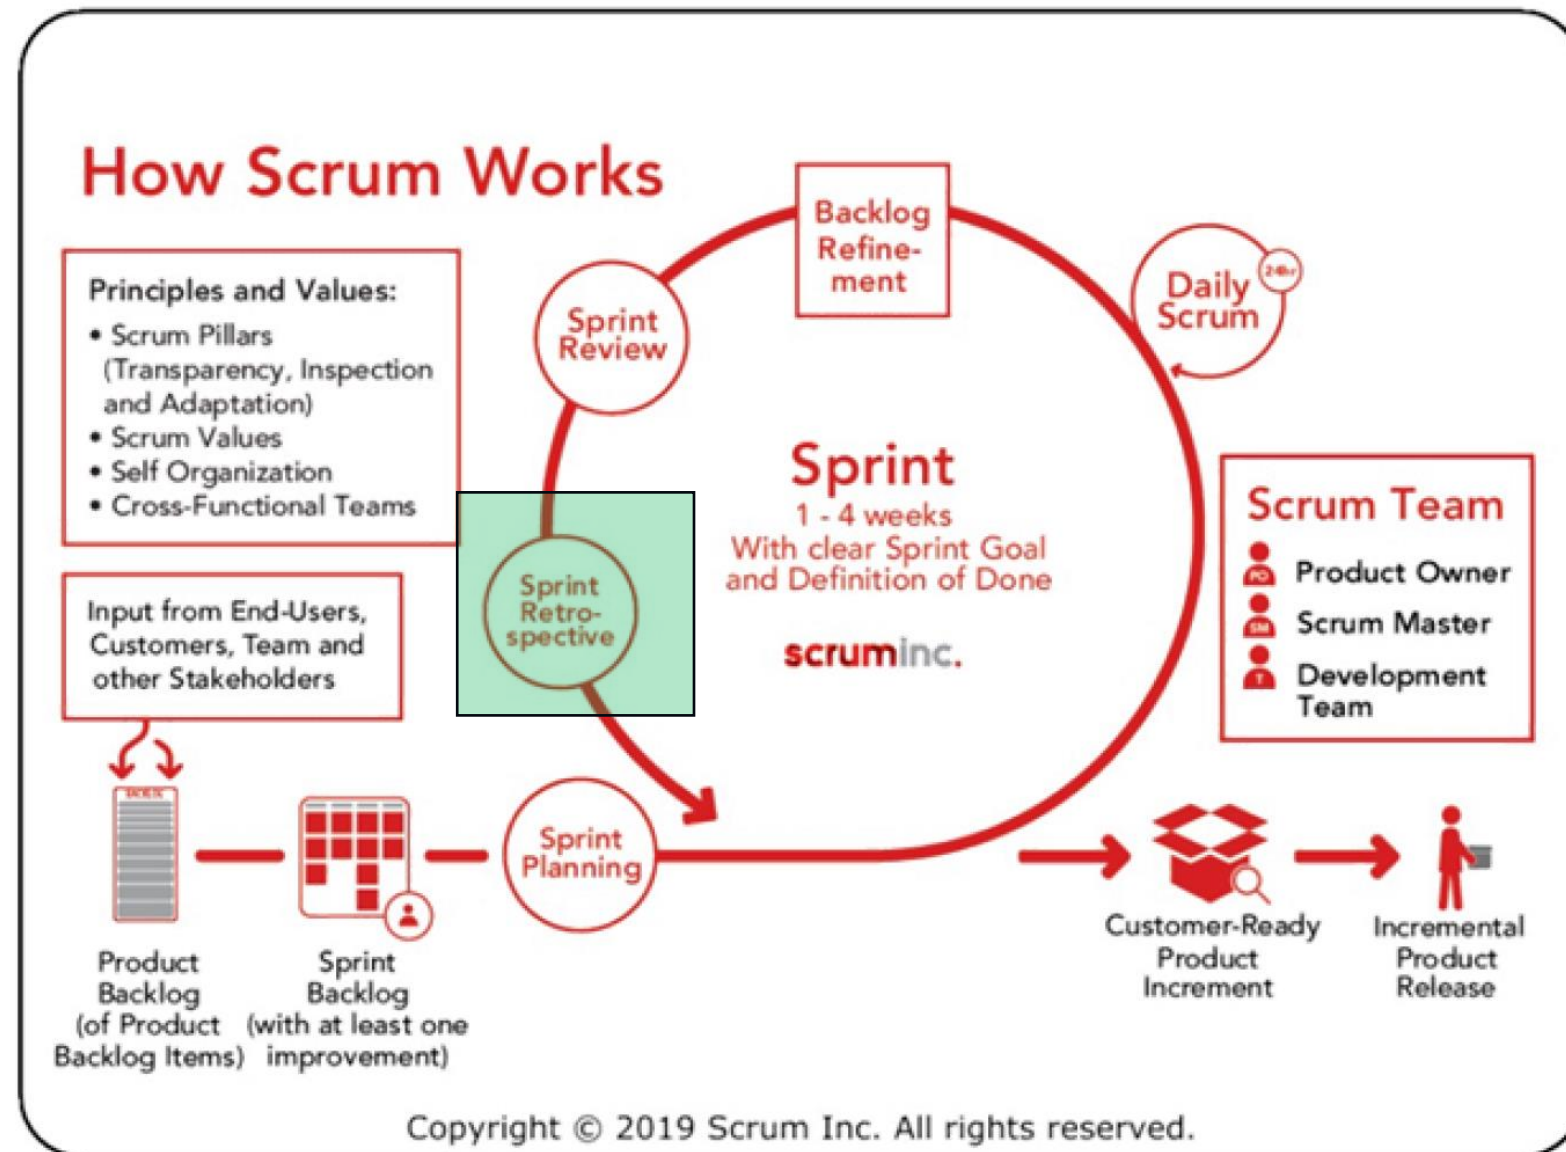 How Scrum Works
Principles and Values:
• Scrum Pillars
(Transparency, Inspection
and Adaptation)
• Scrum Values
• Self Organization
• Cross-Functional Teams
Input from End-Users,
Customers, Team and
other Stakeholders
Backlog
Refine-
ment
Sprint
Review
Daily
Scrum
24hr
Sprint
Retro-
spective
Sprint
1 - 4 weeks
With clear Sprint Goal
and Definition of Done
scruminc.
Scrum Team
PO
Product Owner
SM
Scrum Master
T
Development
Team
Sprint
Planning
Product
Backlog
(of Product
Backlog Items)
Sprint
Backlog
(with at least one
improvement)
Customer-Ready
Product
Increment
Incremental
Product
Release
Copyright © 2019 Scrum Inc. All rights reserved.